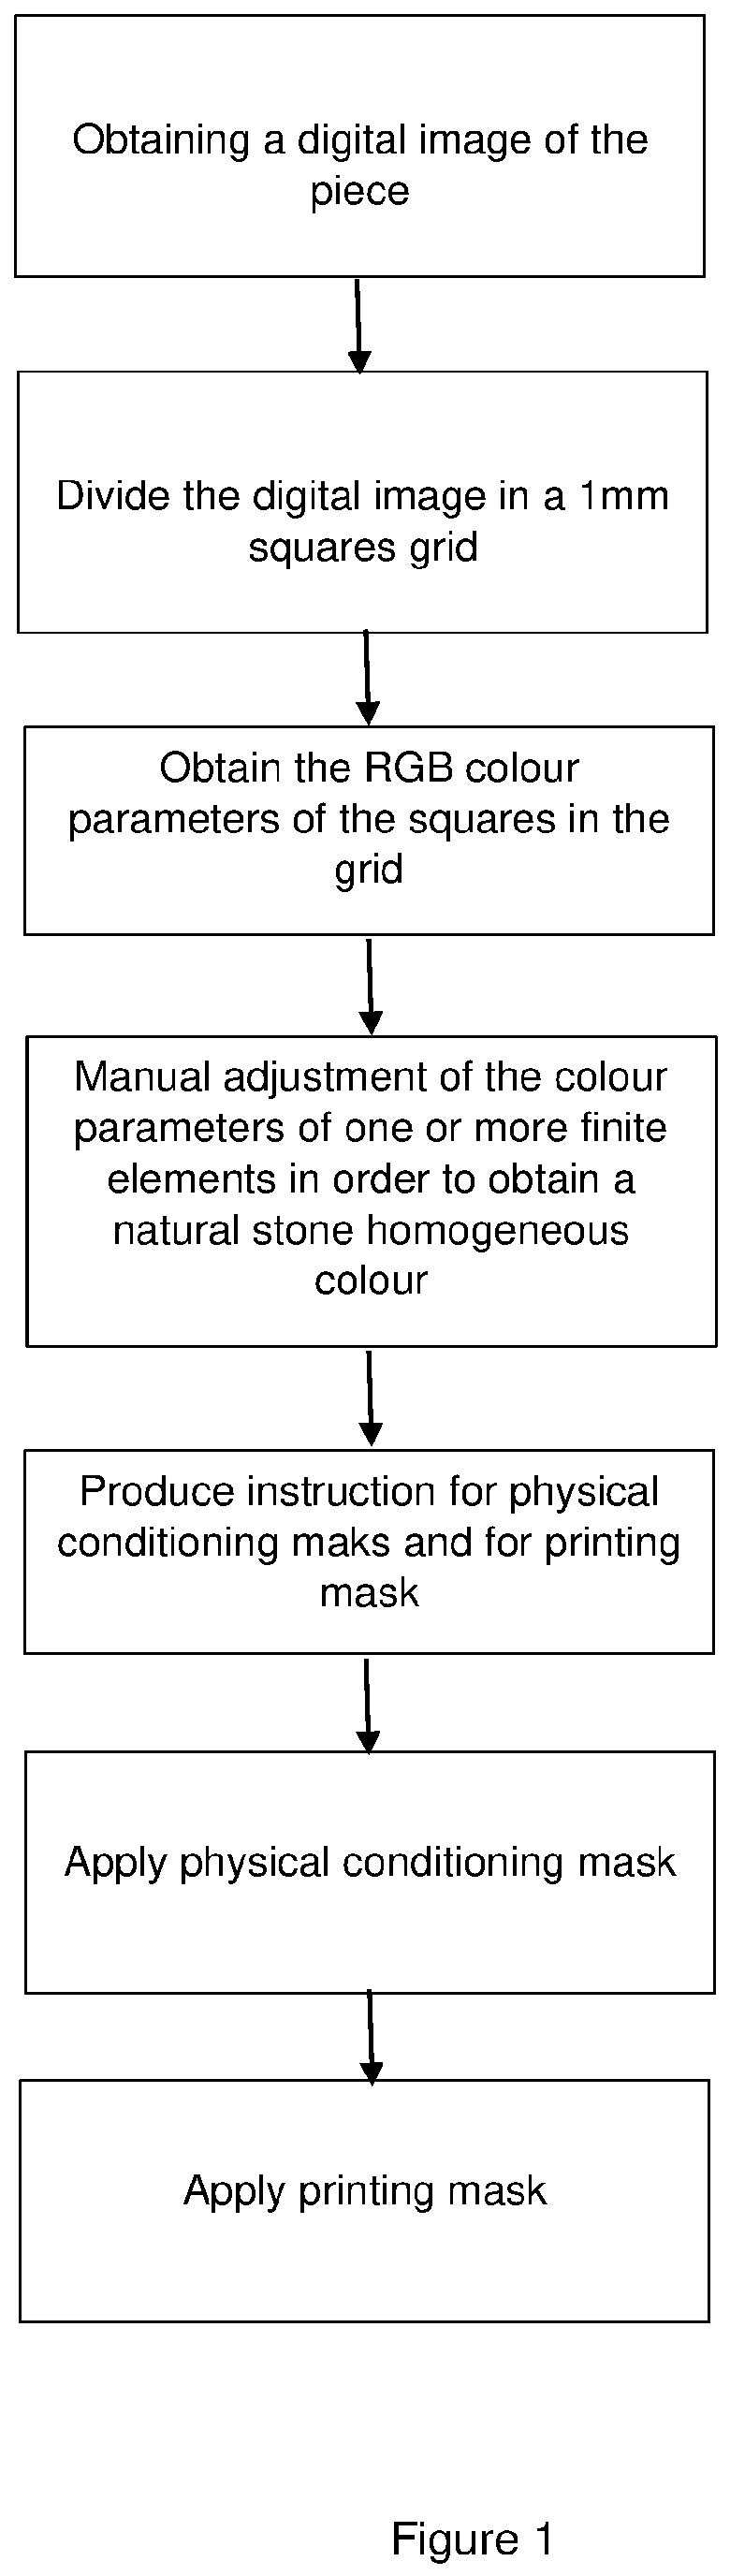 Obtaining a digital image of the
piece
Divide the digital image in a 1mm
squares grid
Obtain the RGB colour
parameters of the squares in the
grid
Manual adjustment of the colour
parameters of one or more finite
elements in order to obtain a
natural stone homogeneous
colour
Produce instruction for physical
conditioning maks and for printing
mask
Apply physical conditioning mask
Apply printing mask
Figure 1